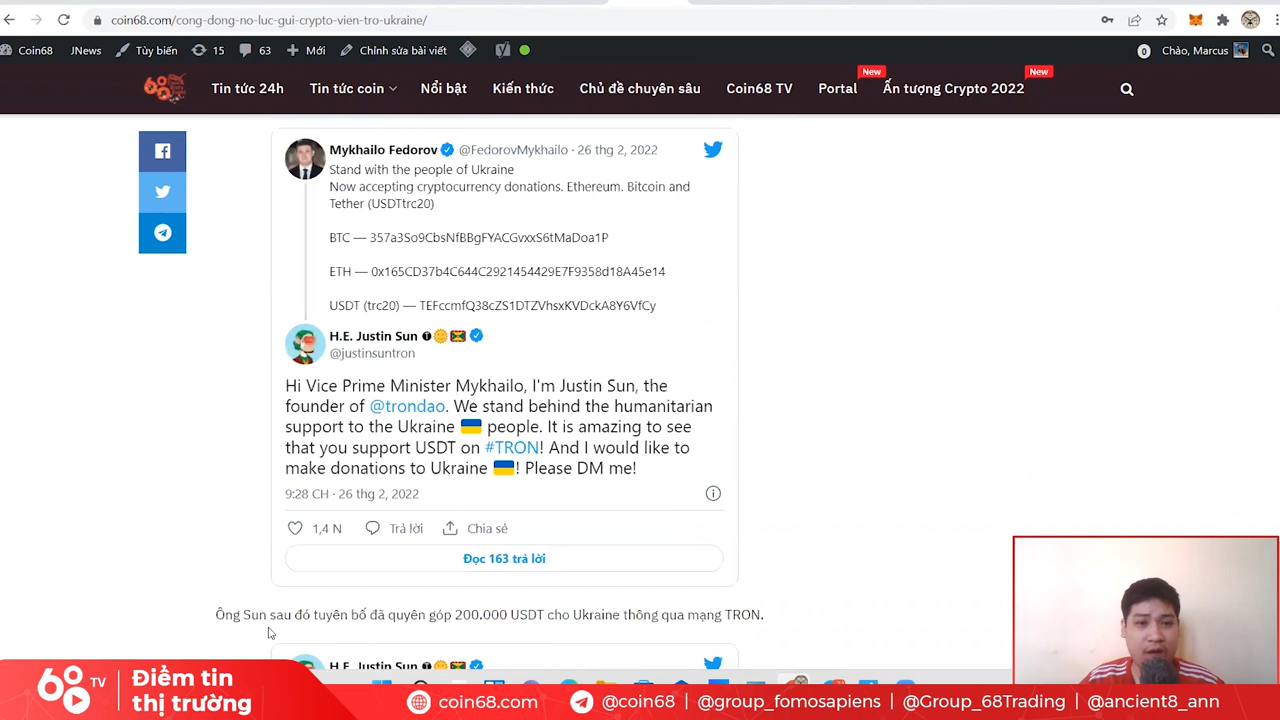 coin68.com/cong-dong-no-luc-gui-crypto-vien-tro-ukraine/
Coin68 JNews Tùy biến 15 63 Mới Chỉnh sửa bài viết 0 Chào, Marcus
68 Tin tức 24h Tin tức coin Nổi bật Kiến thức Chủ đề chuyên sâu Coin68 TV Portal New Ấn tượng Crypto 2022 New
Mykhailo Fedorov @FedorovMykhailo · 26 thg 2, 2022
Stand with the people of Ukraine
Now accepting cryptocurrency donations. Ethereum. Bitcoin and
Tether (USDTtrc20)
BTC — 357a3So9CbsNfBBgFYACGvxxS6tMaDoa1P
ETH — 0x165CD37b4C644C2921454429E7F9358d18A45e14
USDT (trc20) — TEFccmfQ38cZS1DTZVhsxKVDckA8Y6VfCy
H.E. Justin Sun
@justinsuntron
Hi Vice Prime Minister Mykhailo, I'm Justin Sun, the
founder of @trondao. We stand behind the humanitarian
support to the Ukraine 🇺🇦 people. It is amazing to see
that you support USDT on #TRON! And I would like to
make donations to Ukraine 🇺🇦! Please DM me!
9:28 CH · 26 thg 2, 2022
1,4 N Trả lời Chia sẻ
Đọc 163 trả lời
Ông Sun sau đó tuyên bố đã quyên góp 200.000 USDT cho Ukraine thông qua mạng TRON.
H.E. Justin Sun
68 TV
Điểm tin
thị trường
coin68.com @coin68 | @group_fomosapiens | @Group_68Trading | @ancient8_ann